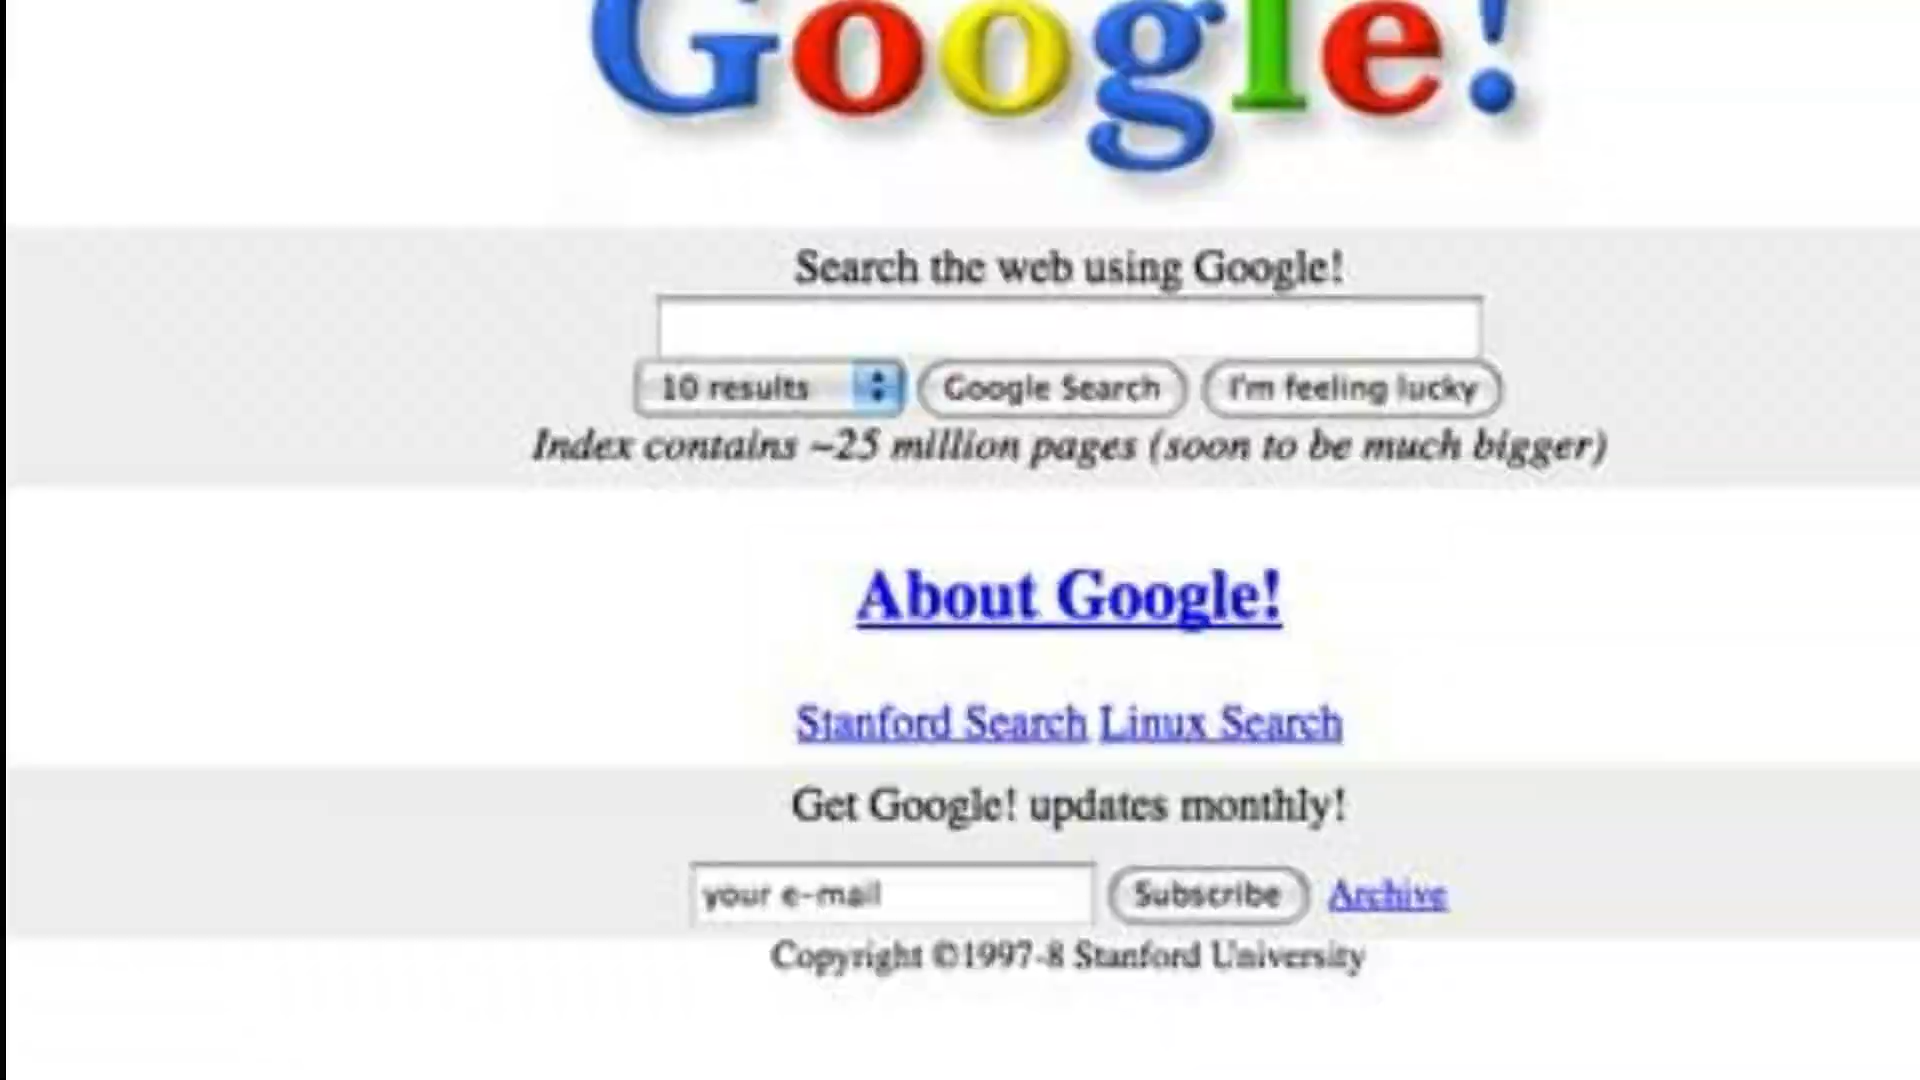 Google!
Search the web using Google!
10 results Google Search I'm feeling lucky
Index contains ~25 million pages (soon to be much bigger)
About Google!
Stanford Search Linux Search
Get Google! updates monthly!
your e-mail Subscribe Archive
Copyright ©1997-8 Stanford University